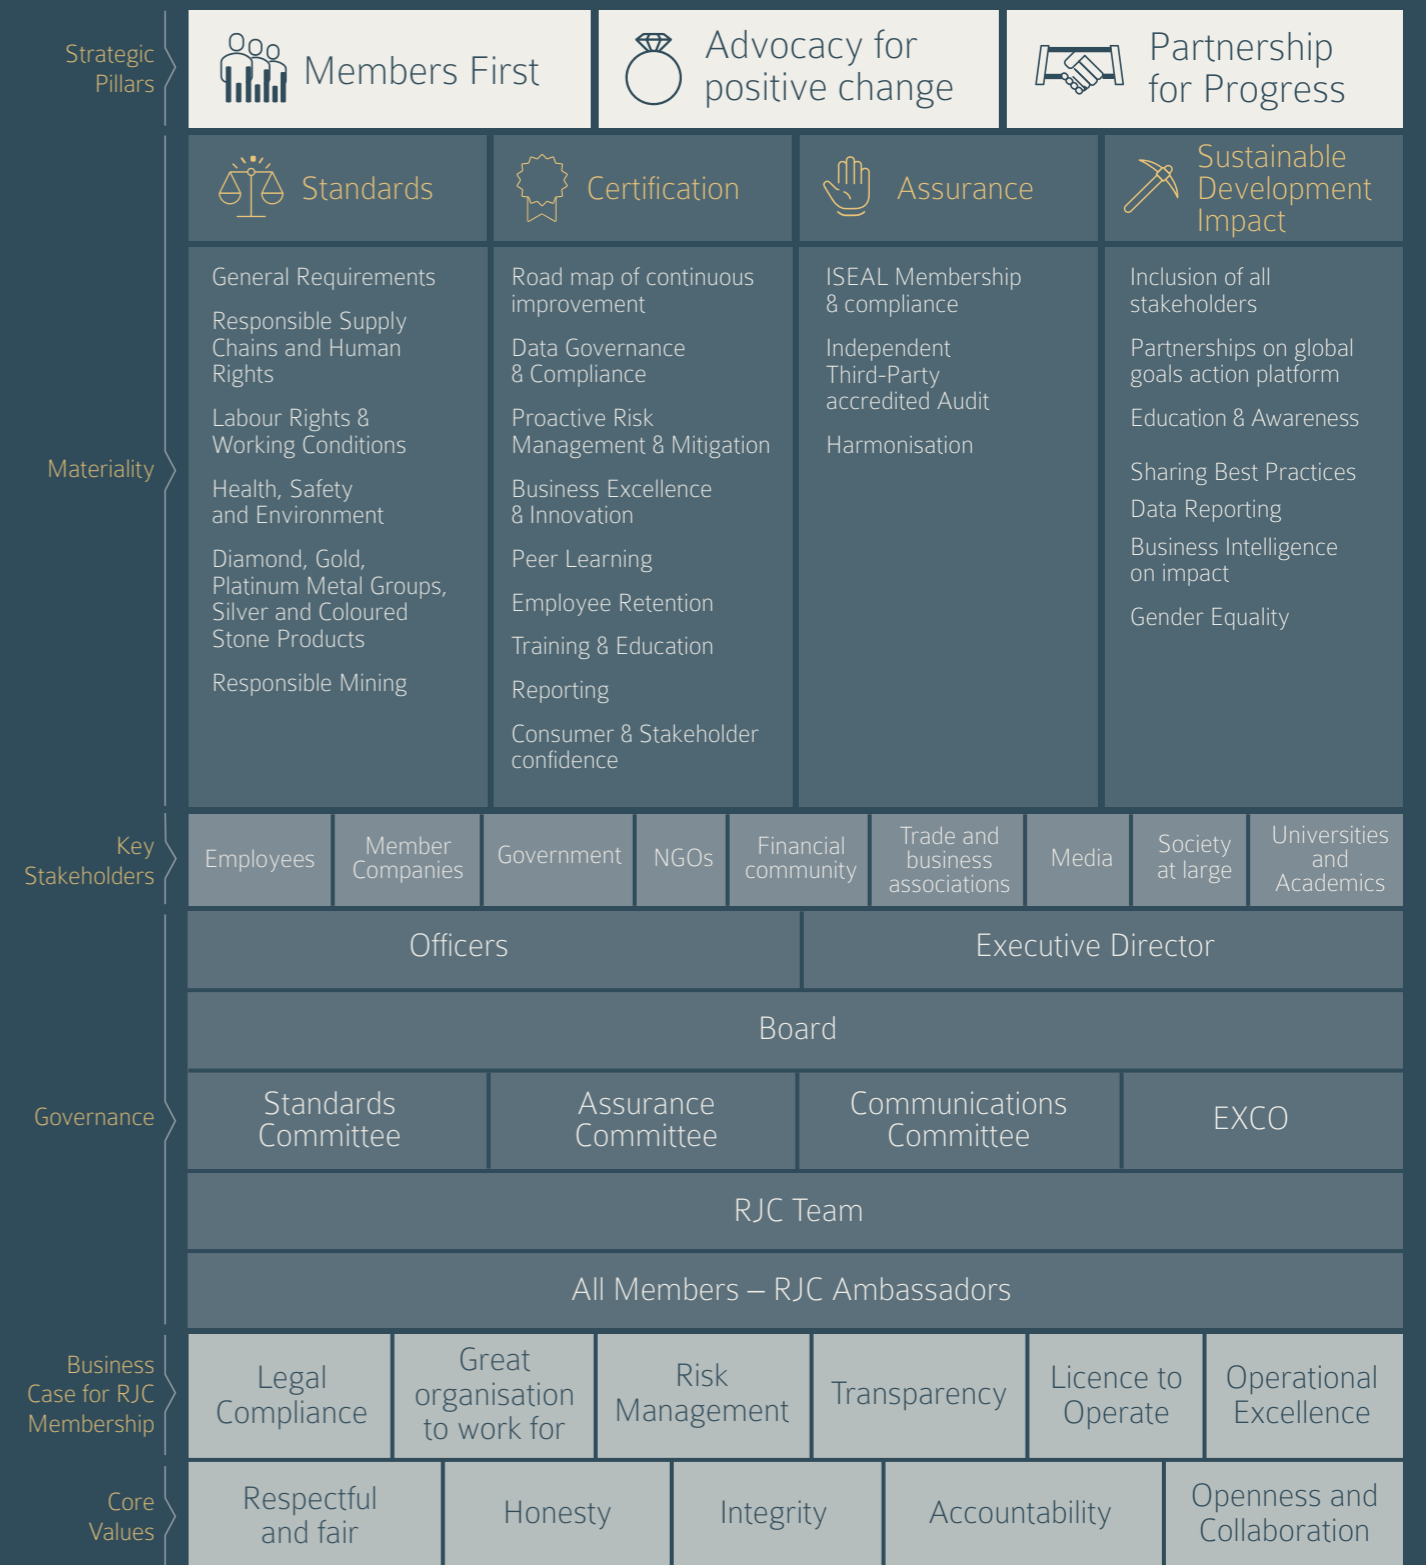 Strategic
Pillars
Members First
Advocacy for
positive change
Partnership
for Progress
Materiality
Standards
General Requirements
Responsible Supply
Chains and Human
Rights
Labour Rights &
Working Conditions
Health, Safety
and Environment
Diamond, Gold,
Platinum Metal Groups,
Silver and Coloured
Stone Products
Responsible Mining
Certification
Road map of continuous
improvement
Data Governance
& Compliance
Proactive Risk
Management & Mitigation
Business Excellence
& Innovation
Peer Learning
Employee Retention
Training & Education
Reporting
Consumer & Stakeholder
confidence
Assurance
ISEAL Membership
& compliance
Independent
Third-Party
accredited Audit
Harmonisation
Sustainable
Development
Impact
Inclusion of all
stakeholders
Partnerships on global
goals action platform
Education & Awareness
Sharing Best Practices
Data Reporting
Business Intelligence
on impact
Gender Equality
Key
Stakeholders
Employees
Member
Companies
Government
NGOs
Financial
community
Trade and
business
associations
Media
Society
at large
Universities
and
Academics
Governance
Officers
Executive Director
Board
Standards
Committee
Assurance
Committee
Communications
Committee
EXCO
RJC Team
All Members – RJC Ambassadors
Business
Case for RJC
Membership
Legal
Compliance
Great
organisation
to work for
Risk
Management
Transparency
Licence to
Operate
Operational
Excellence
Core
Values
Respectful
and fair
Honesty
Integrity
Accountability
Openness and
Collaboration